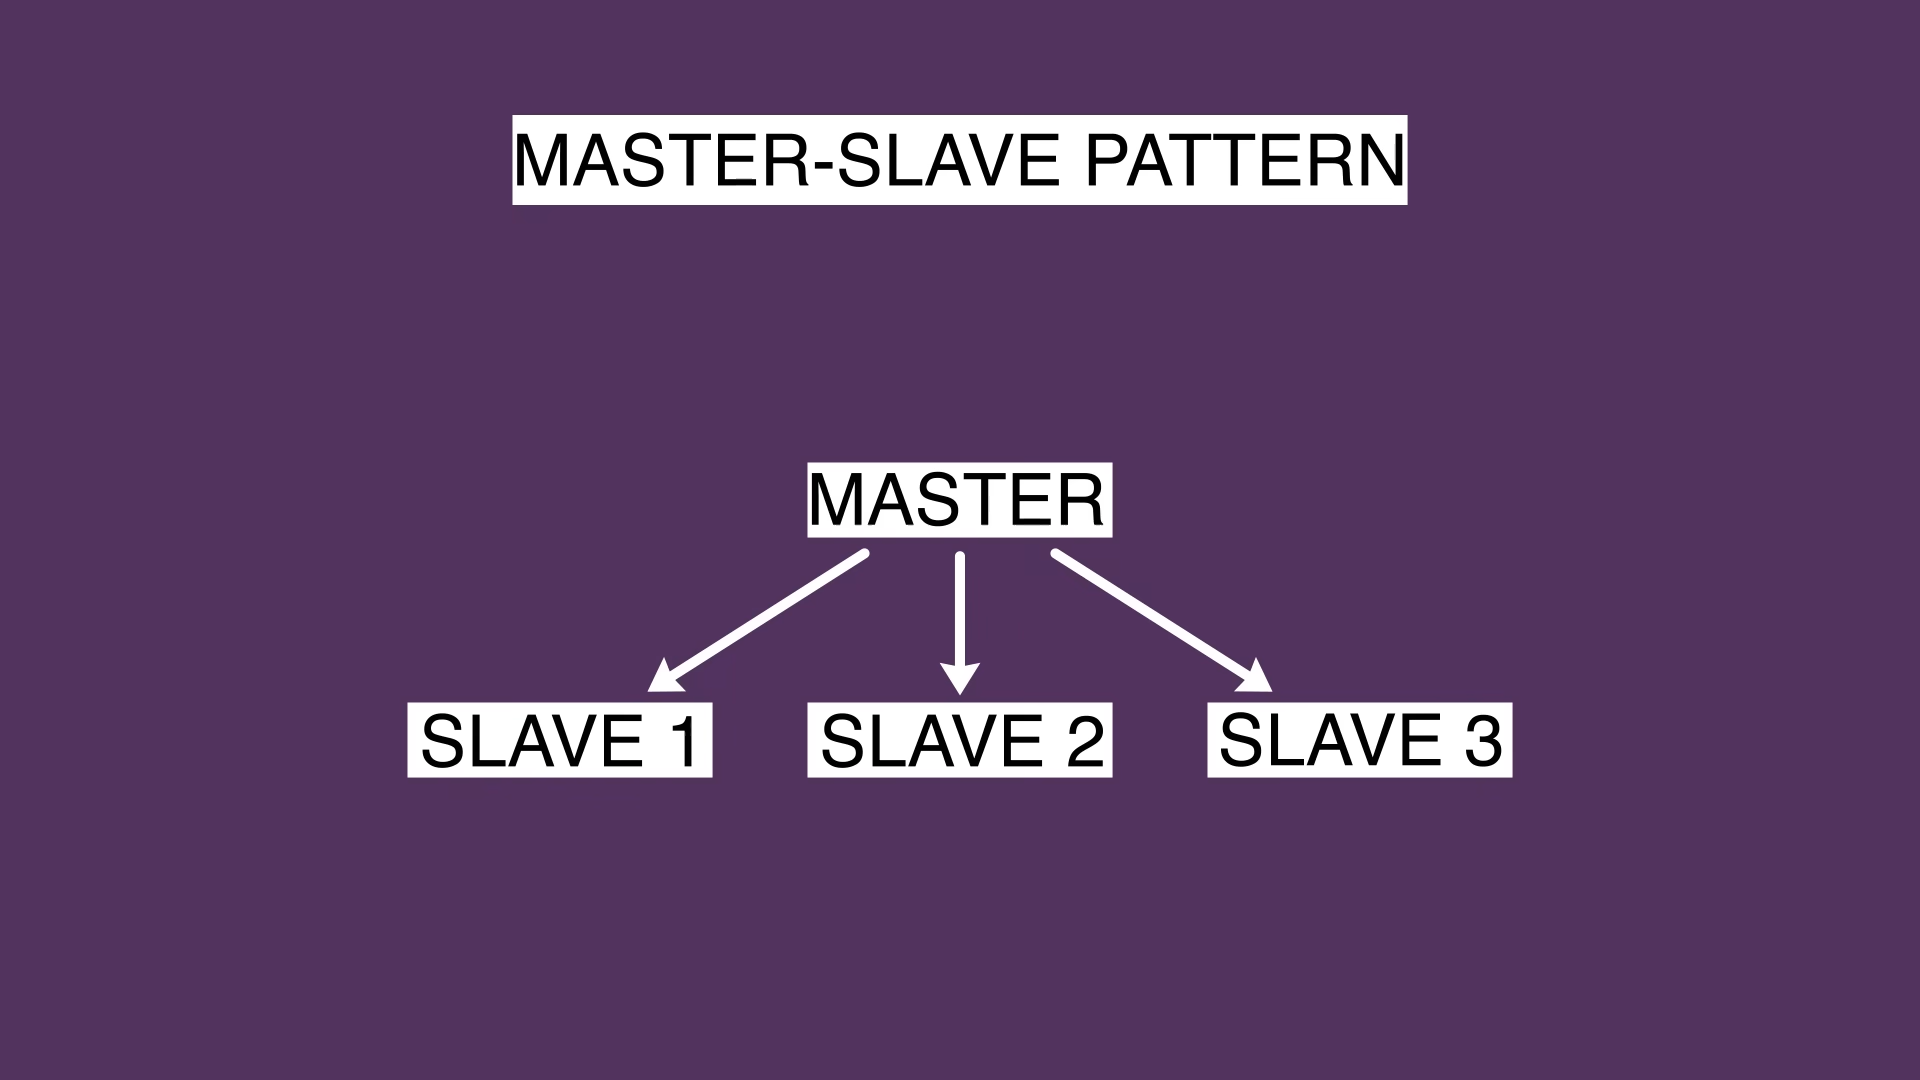 MASTER-SLAVE PATTERN
MASTER
SLAVE 1
SLAVE 2
SLAVE 3